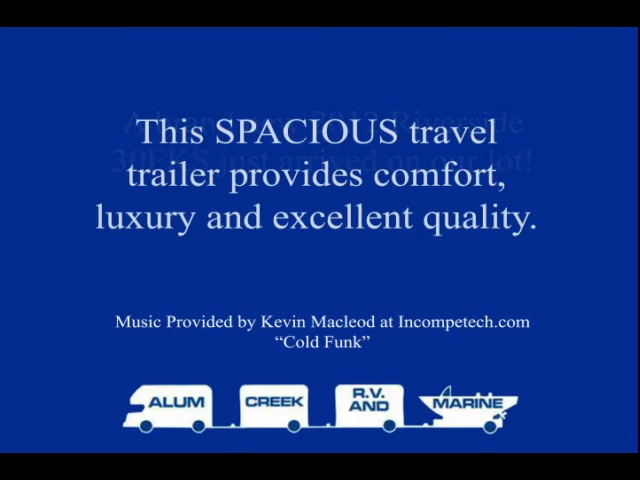 This SPACIOUS travel
trailer provides comfort,
luxury and excellent quality.
Music Provided by Kevin Macleod at Incompetech.com
“Cold Funk”
ALUM CREEK R.V. AND MARINE